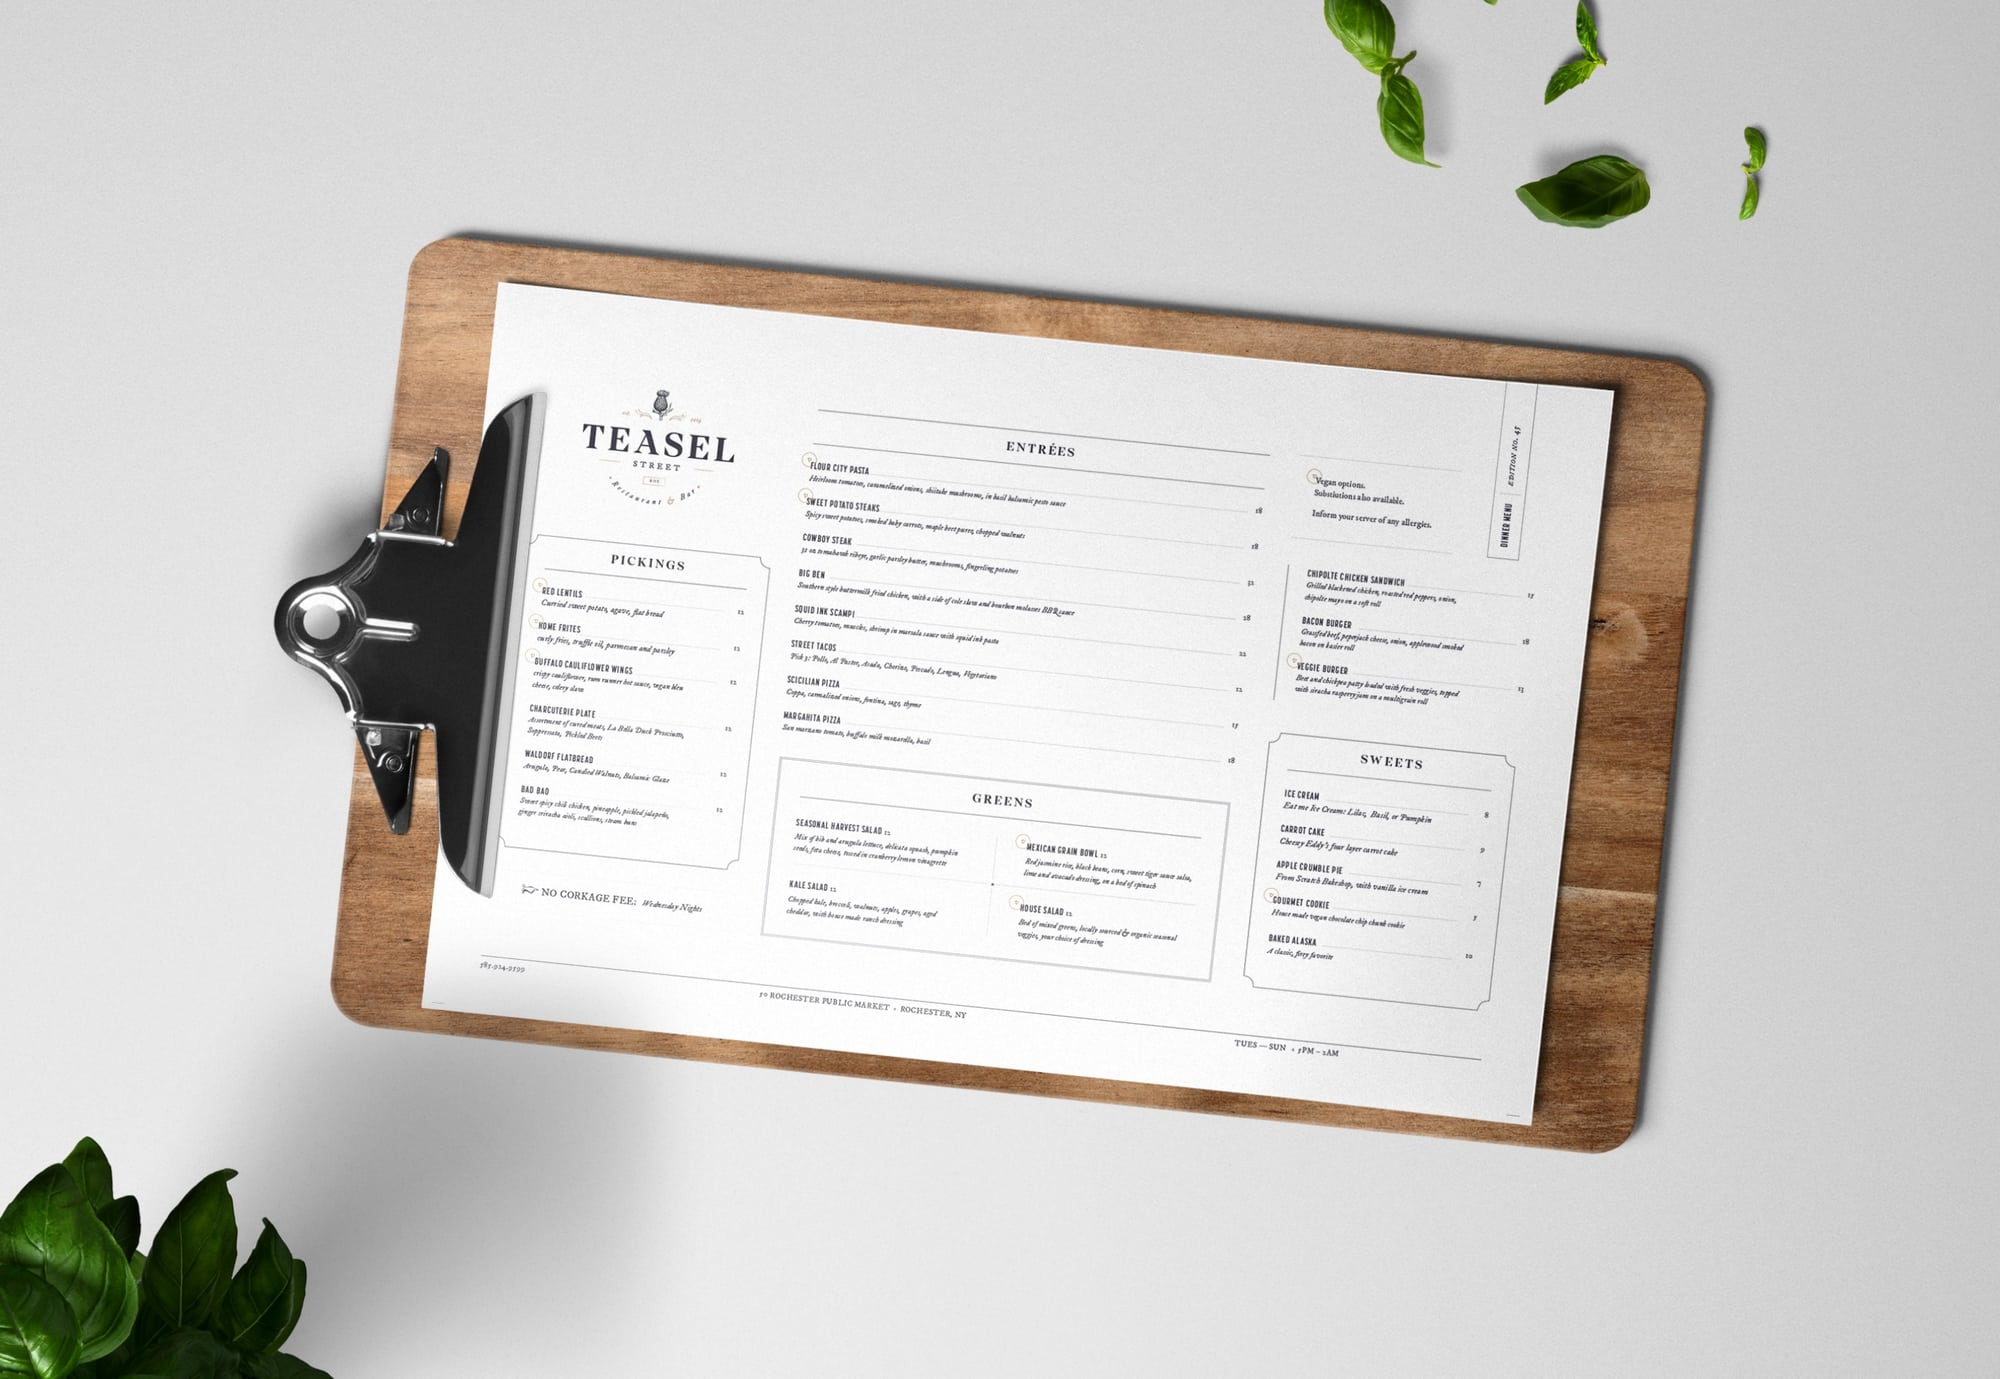 TEASEL
STREET
ROC
Restaurant & Bar
PICKINGS
RED LENTILS
Curried sweet potato, agave, flat bread
12
HOME FRITES
curly fries, truffle oil, parmesan and parsley
12
BUFFALO CAULIFLOWER WINGS
crispy cauliflower, rum runner hot sauce, vegan bleu
12
cheese, celery slaw
CHARCUTERIE PLATE
Assortment of cured meats, La Bella Duck Prosciutto,
12
Soppressata, Pickled Beets
WALDORF FLATBREAD
Arugula, Pear, Candied Walnuts, Balsamic Glaze
12
BAD BAO
Sweet spicy chili chicken, pineapple, pickled jalapeño,
12
ginger sriracha aioli, scallions, steam buns
NO CORKAGE FEE: Wednesday Nights
ENTRÉES
FLOUR CITY PASTA
Heirloom tomatoes, caramelized onions, shiitake mushrooms, in basil balsamic pesto sauce
18
SWEET POTATO STEAKS
Spicy sweet potatoes, smoked baby carrots, maple beet puree, chopped walnuts
18
COWBOY STEAK
32 oz tomahawk ribeye, garlic-parsley butter, mushrooms, fingerling potatoes
BIG BEN
Southern style buttermilk fried chicken, with a side of cole slaw and bourbon molasses BBQ sauce
28
SQUID INK SCAMPI
Cherry tomatoes, muscles, shrimp in marsala sauce with squid ink pasta
22
STREET TACOS
Pick 3: Pollo, Al Pastor, Asada, Chorizo, Pescado, Lengua, Vegetariano
12
SCICILIAN PIZZA
Coppa, carmalized onions, fontina, sage, thyme
17
MARGAHITA PIZZA
San marzano tomato, buffalo milk mozarella, basil
18
GREENS
SEASONAL HARVEST SALAD 12
Mix of bib and arugula lettuce, delicata squash, pumpkin
seeds, feta cheese, tossed in cranberry lemon vinagrette
KALE SALAD 12
Chopped kale, broccoli, walnuts, apples, grapes, aged
cheddar, with house made ranch dressing
MEXICAN GRAIN BOWL 12
Red jasmine rice, black beans, corn, sweet tiger sauce salsa,
lime and avacado dressing, on a bed of spinach
HOUSE SALAD 12
Bed of mixed greens, locally sourced & organic seasonal
veggies, your choice of dressing
Vegan options.
Substiutions also available.
Inform your server of any allergies.
DINNER MENU EDITION NO. 43
CHIPOLTE CHICKEN SANDWICH
Grilled blackened chicken, roasted red peppers, onion,
chipolte mayo on a soft roll
BACON BURGER
Grassfed beef, peperjack cheese, onion, applewood smoked
18
bacon on kasier roll
VEGGIE BURGER
Beet and chickpea patty loaded with fresh veggies, topped
with siracha rasperry jam on a multigrain roll
SWEETS
ICE CREAM
Eat me Ice Cream: Lilac, Basil, or Pumpkin
8
CARROT CAKE
Cheesy Eddy's four layer carrot cake
9
APPLE CRUMBLE PIE
From Scratch Bakeshop, with vanilla ice cream
7
GOURMET COOKIE
House made vegan chocolate chip chunk cookie
BAKED ALASKA
A classic, fiery favorite
10
585.924.9599
50 ROCHESTER PUBLIC MARKET • ROCHESTER, NY
TUES — SUN • 5PM – 2AM